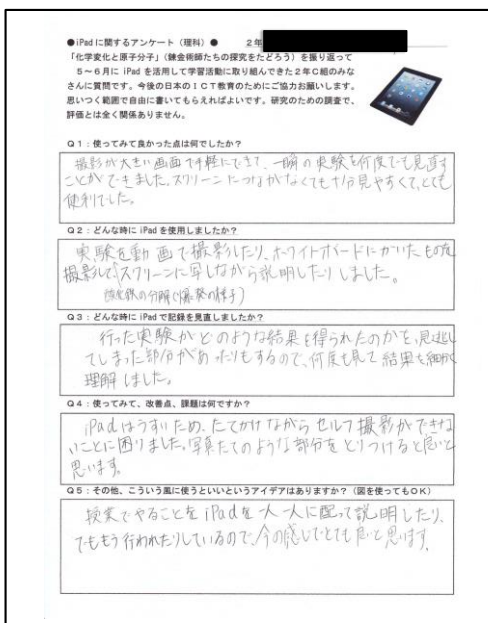 ●iPadに関するアンケート（理科）● 2年
「化学変化と原子分子」（錬金術師たちの探究をたどろう）を振り返って
5～6月にiPadを活用して学習活動に取り組んできた2年C組のみな
さんに質問です。今後の日本のICT教育のためにご協力お願いします。
思いつく範囲で自由に書いてもらえればよいです。研究のための調査で、
評価とは全く関係ありません。
Q1：使ってみて良かった点は何でしたか？
撮影が大きい画面で手軽にできて、一瞬の実験を何度でも見直す
ことができました。スクリーンにつながなくても十分見やすくて、とても
便利でした。
Q2：どんな時にiPadを使用しましたか？
実験を動画で撮影したり、ホワイトボードにかいたものを
撮影して、スクリーンに写しながら説明したりしました。
硫化鉄の分解(爆発の様子)
Q3：どんな時にiPadで記録を見直しましたか？
行った実験がどのような結果を得られたのかを、見逃し
てしまった部分があったりもするので、何度も見て結果を細かく
理解しました。
Q4：使ってみて、改善点、課題は何ですか？
iPadはうすいため、たてかけながらセルフ撮影ができな
いことに困りました。写真たてのような部分をとりつけると良いと
思います。
Q5：その他、こういう風に使うといいというアイデアはありますか？（図を使ってもOK）
授業でやることをiPadを一人一人に配って説明したり、
でももう行われたりしているので、今の感じでとても良いと思います。